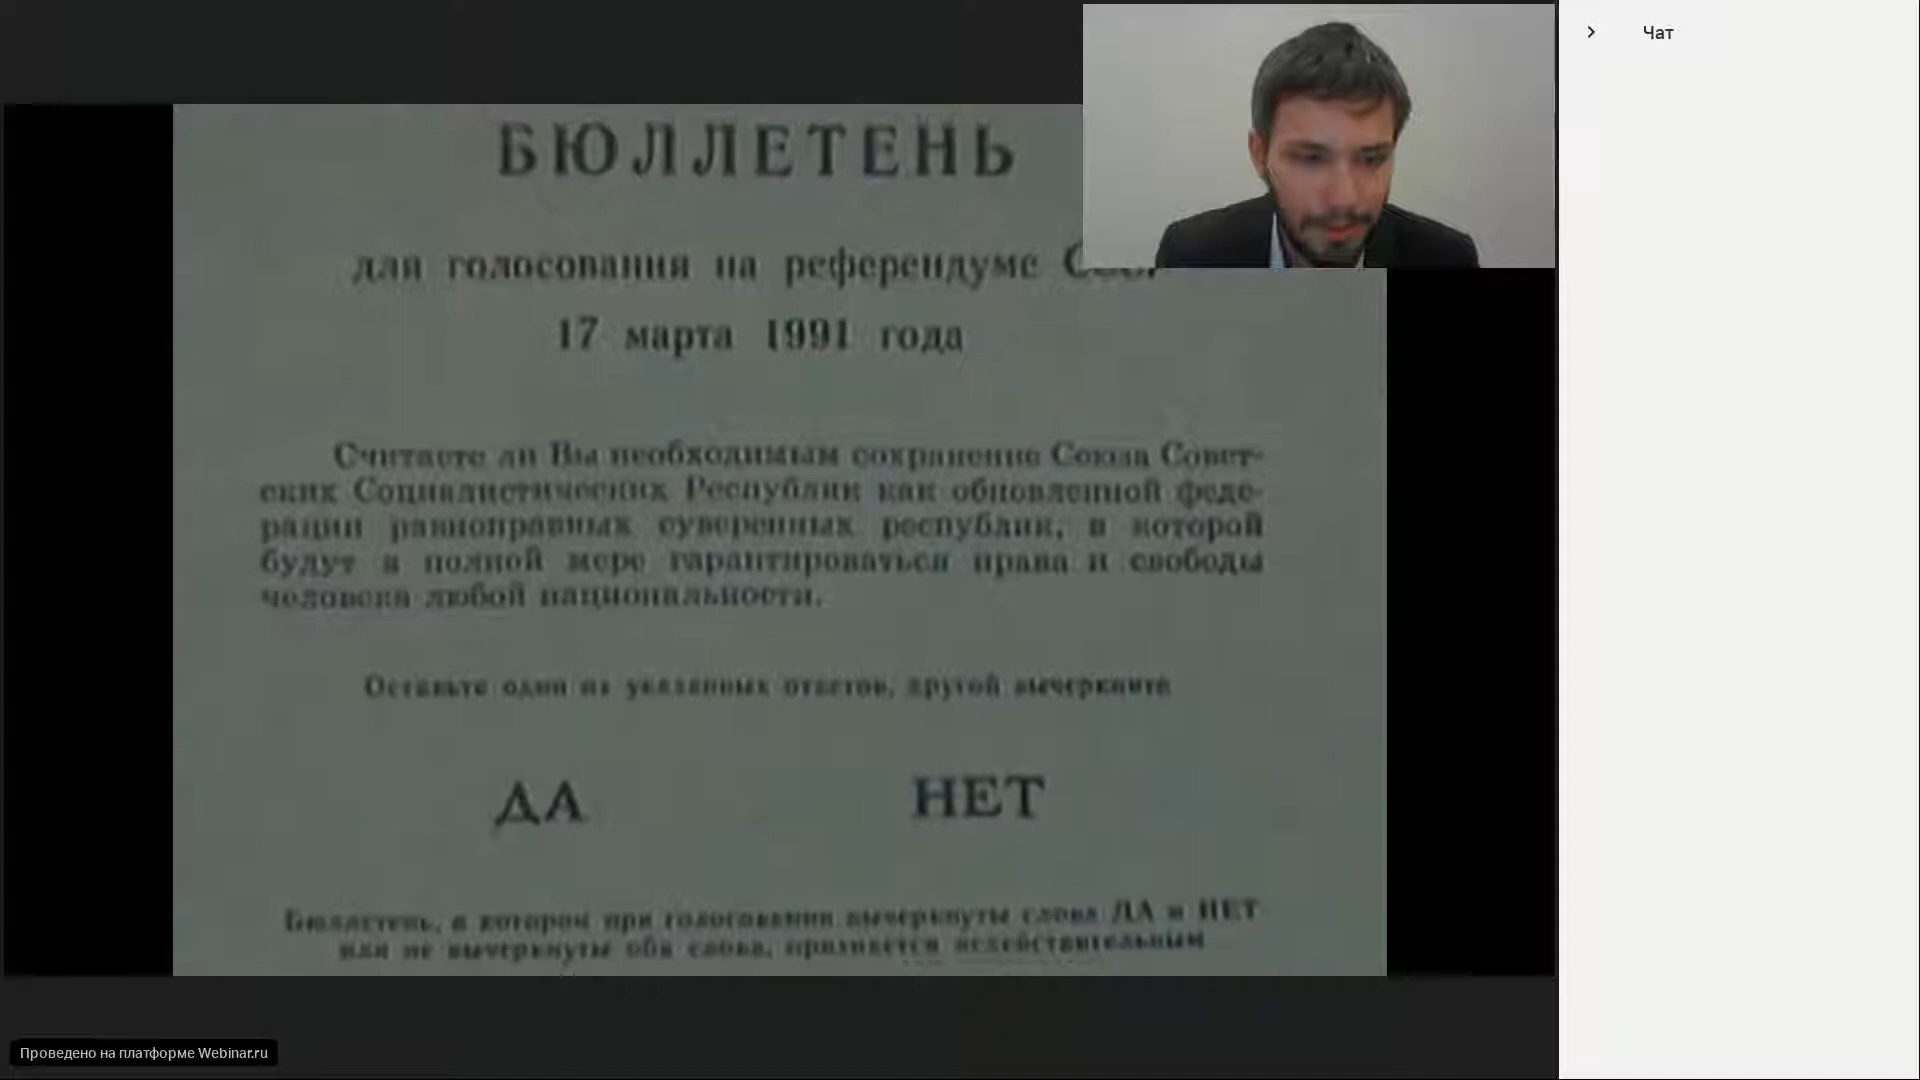 БЮЛЛЕТЕНЬ
для голосования на референдуме
17 марта 1991 года
Считаете ли Вы необходимым сохранение Союза Совет-
ских Социалистических Республик как обновленной феде-
рации равноправных суверенных республик, в которой
будут в полной мере гарантироваться права и свободы
человека любой национальности.
Оставьте один из указанных ответов, другой вычеркните
ДА НЕТ
Бюллетень, в котором при голосовании вычеркнуты слова ДА и НЕТ
или не вычеркнуты оба слова, признается недействительным
Чат
Проведено на платформе Webinar.ru